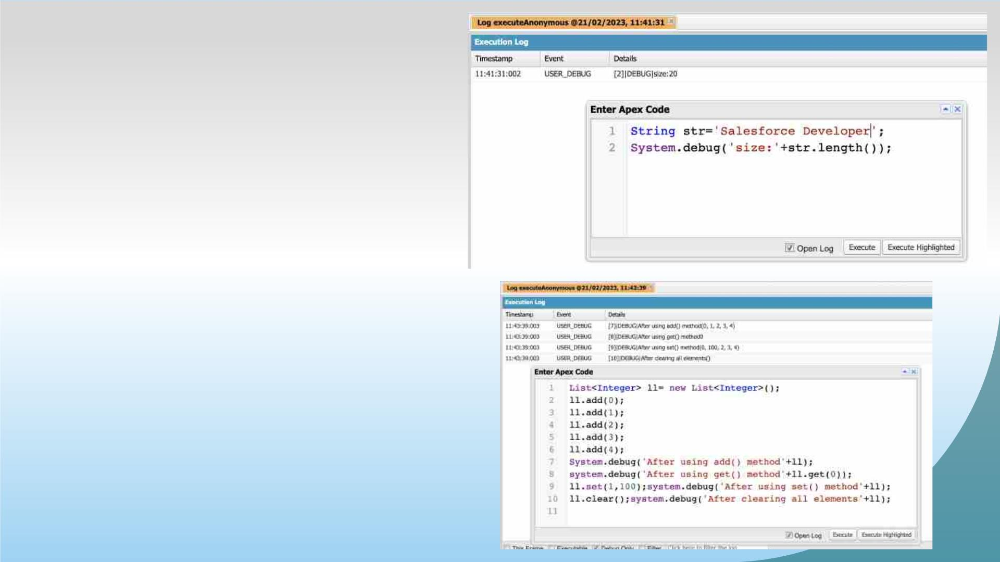 Log executeAnonymous @21/02/2023, 11:41:31
Execution Log
Timestamp Event Details
11:41:31:002 USER_DEBUG [2]|DEBUG|size:20
Enter Apex Code
1 String str='Salesforce Developer';
2 System.debug('size:'+str.length());
Open Log Execute Execute Highlighted
Log executeAnonymous @21/02/2023, 11:43:39
Execution Log
Timestamp Event Details
11:43:39:003 USER_DEBUG [7]|DEBUG|After using add() method(0, 1, 2, 3, 4)
11:43:39:003 USER_DEBUG [8]|DEBUG|After using get() method0
11:43:39:003 USER_DEBUG [9]|DEBUG|After using set() method(0, 100, 2, 3, 4)
11:43:39:003 USER_DEBUG [10]|DEBUG|After clearing all elements()
Enter Apex Code
1 List<Integer> ll= new List<Integer>();
2 ll.add(0);
3 ll.add(1);
4 ll.add(2);
5 ll.add(3);
6 ll.add(4);
7 System.debug('After using add() method'+ll);
8 system.debug('After using get() method'+ll.get(0));
9 ll.set(1,100);system.debug('After using set() method'+ll);
10 ll.clear();system.debug('After clearing all elements'+ll);
11
Open Log Execute Execute Highlighted
This Frame Executable Debug Only Filter Click here to filter the log